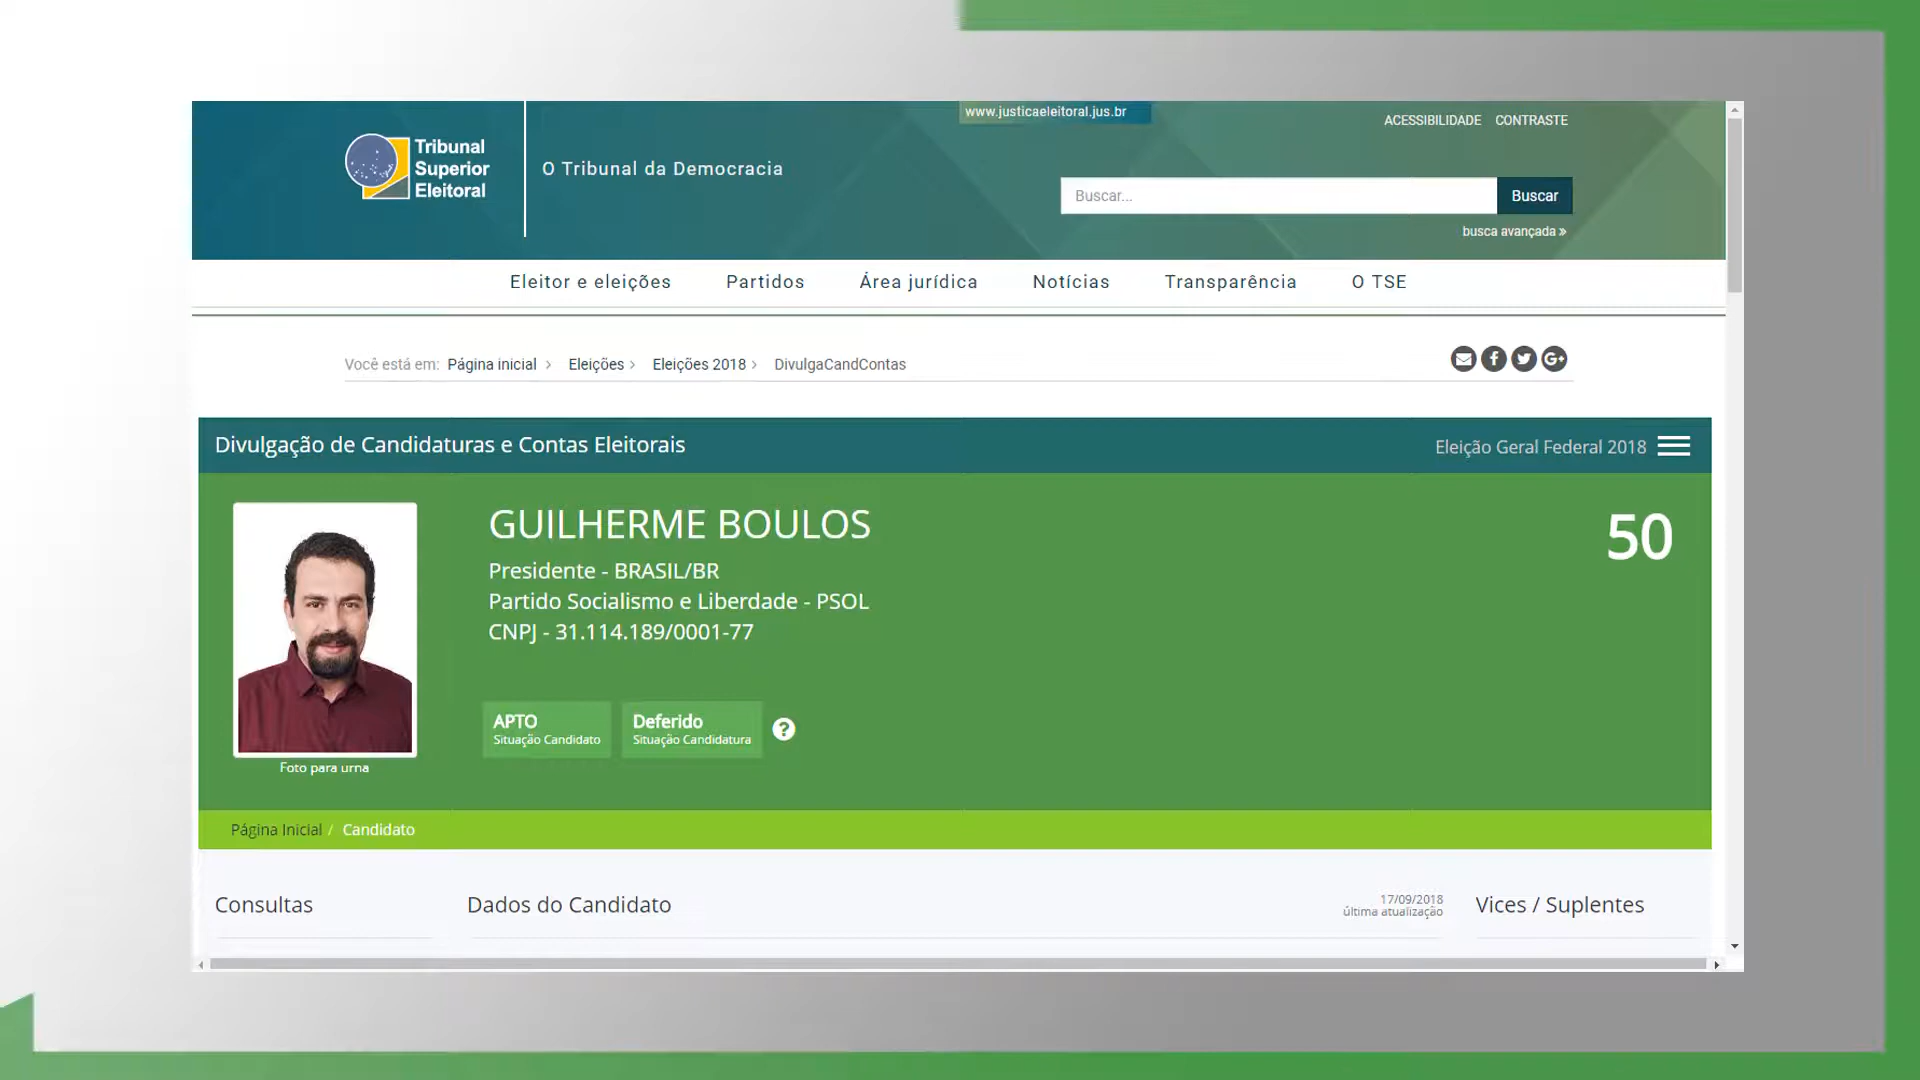 www.justicaeleitoral.jus.br
ACESSIBILIDADE CONTRASTE
Tribunal
Superior
Eleitoral
O Tribunal da Democracia
Buscar...
Buscar
busca avançada »
Eleitor e eleições Partidos Área jurídica Notícias Transparência O TSE
Você está em: Página inicial > Eleições > Eleições 2018 > DivulgaCandContas
Divulgação de Candidaturas e Contas Eleitorais
Eleição Geral Federal 2018
GUILHERME BOULOS
50
Presidente - BRASIL/BR
Partido Socialismo e Liberdade - PSOL
CNPJ - 31.114.189/0001-77
APTO
Situação Candidato
Deferido
Situação Candidatura
?
Foto para urna
Página Inicial / Candidato
Consultas
Dados do Candidato
17/09/2018
última atualização
Vices / Suplentes